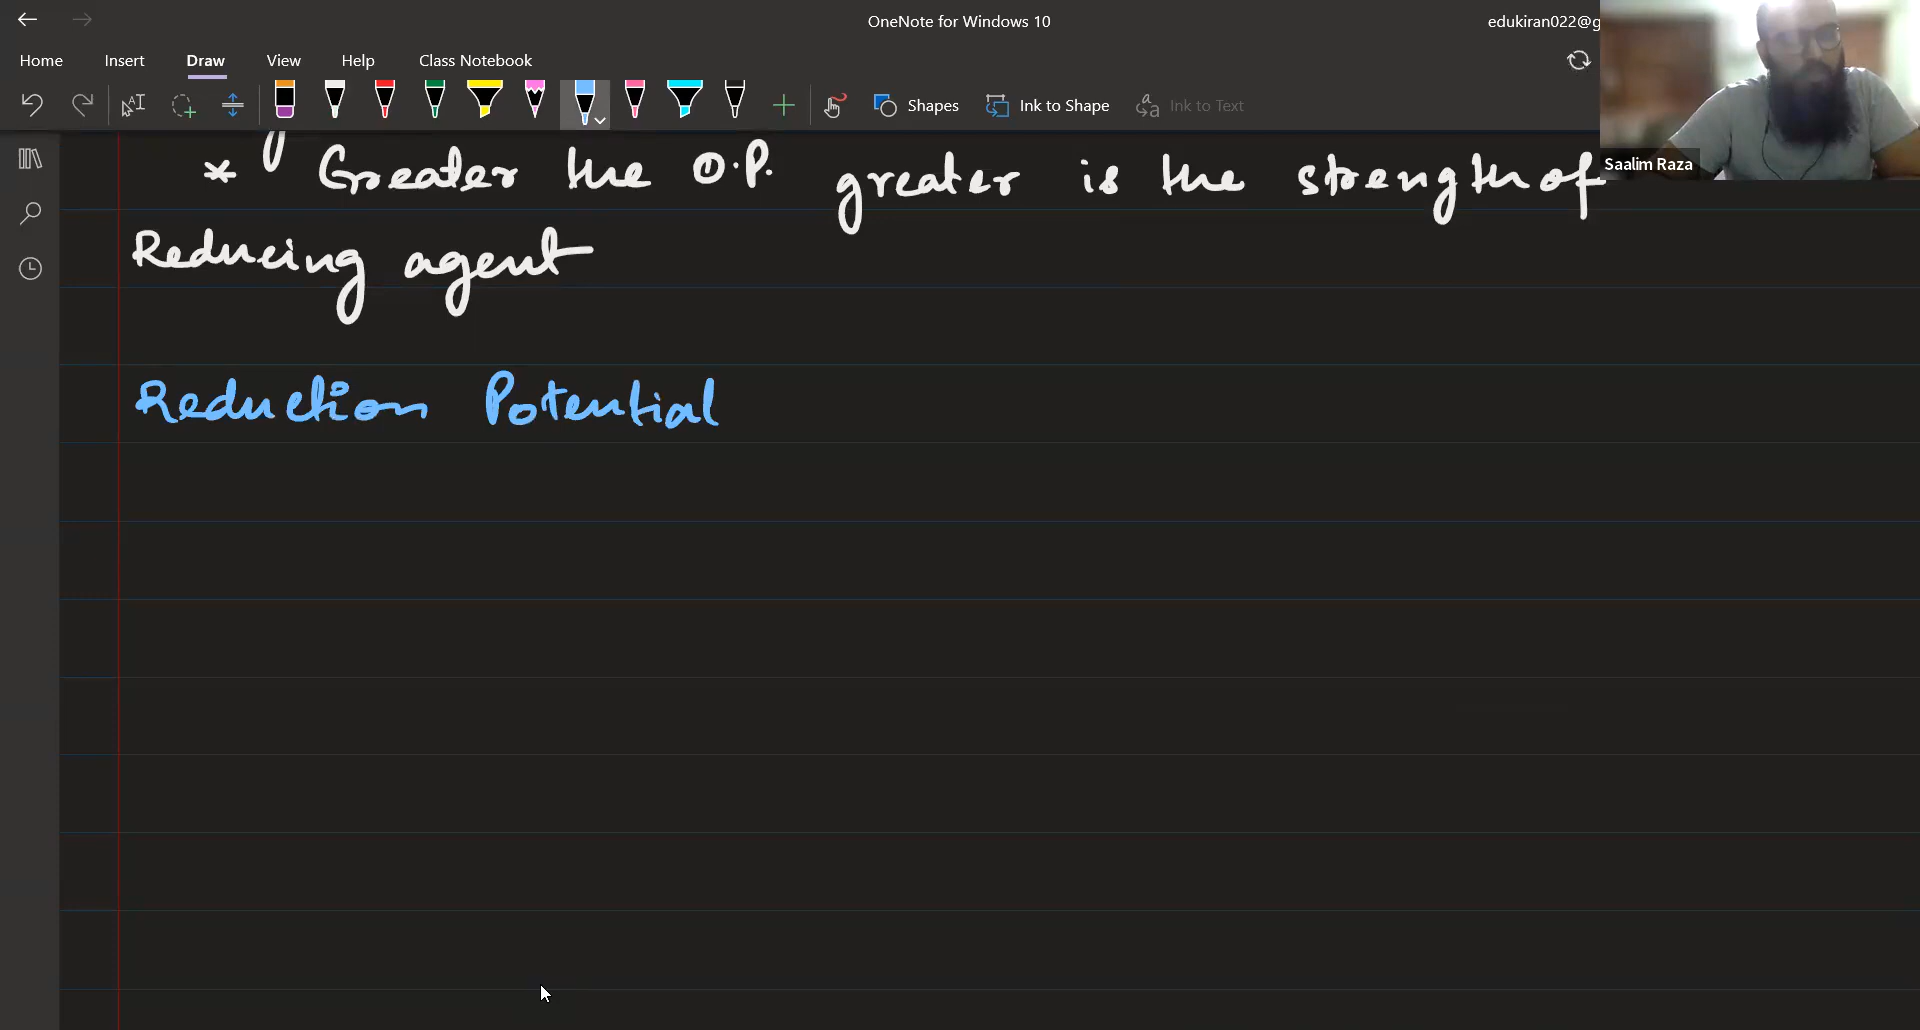 OneNote for Windows 10
edukiran022@g
Home Insert Draw View Help Class Notebook
Shapes Ink to Shape Ink to Text
Saalim Raza
* Greater the O.P. greater is the strength of
Reducing agent
Reduction Potential